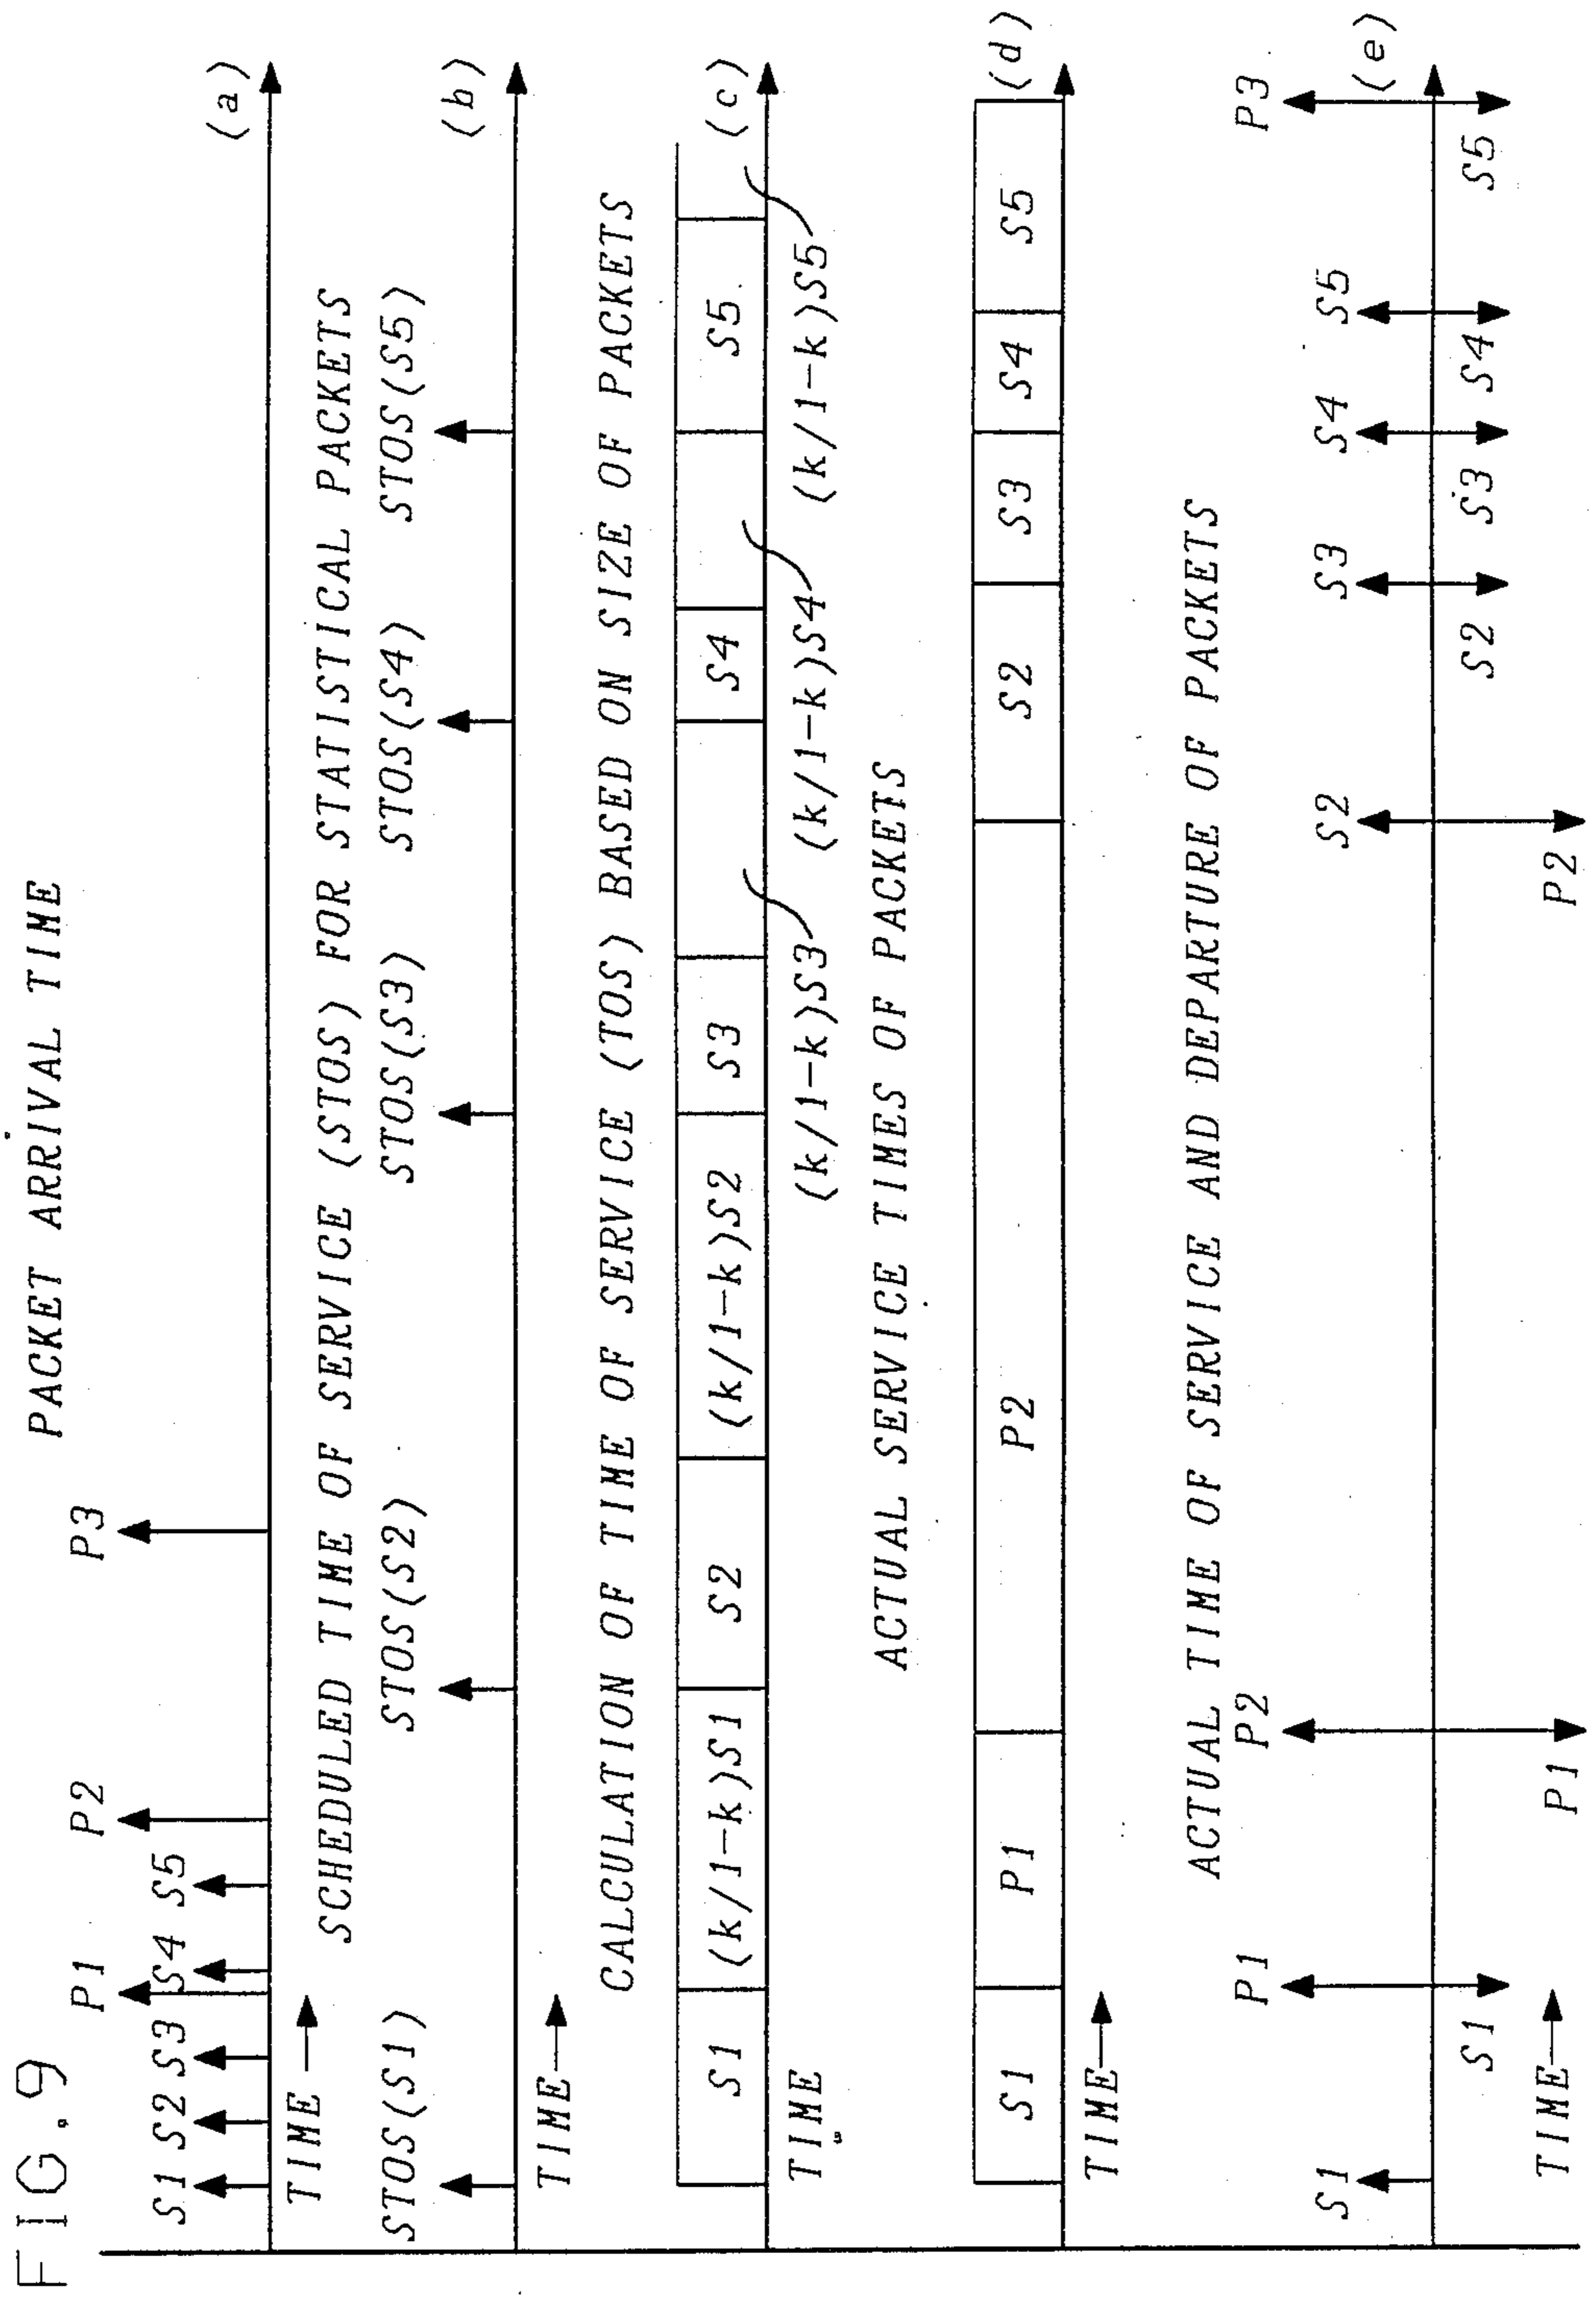 FIG.9
PACKET ARRIVAL TIME
P1 P2 P3
S1 S2 S3 S4 S5
(a)
TIME
SCHEDULED TIME OF SERVICE (STOS) FOR STATISTICAL PACKETS
STOS(S1) STOS(S2) STOS(S3) STOS(S4) STOS(S5)
(b)
TIME
CALCULATION OF TIME OF SERVICE (TOS) BASED ON SIZE OF PACKETS
(c)
S1 (k/1-k)S1 S2 (k/1-k)S2 S3 S4 S5
TIME
(k/1-k)S3 (k/1-k)S4 (k/1-k)S5
ACTUAL SERVICE TIMES OF PACKETS
(d)
S1 P1 P2 S2 S3 S4 S5
TIME
ACTUAL TIME OF SERVICE AND DEPARTURE OF PACKETS
P1 P2 P3
S1 S2 S3 S4 S5
(e)
S1 S2 S3 S4 S5
TIME P1 P2